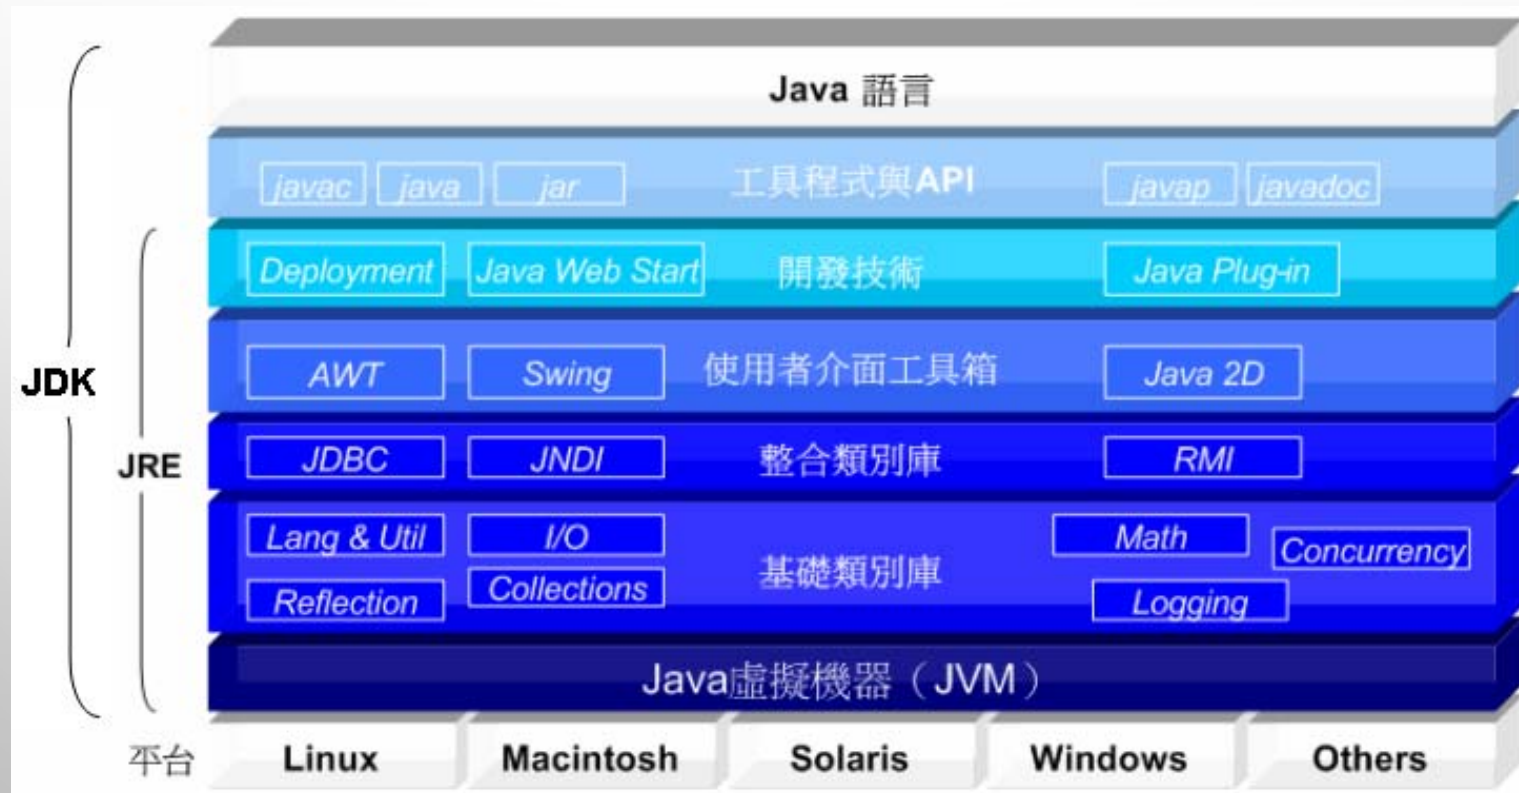 Java 語言
javac java jar 工具程式與API javap javadoc
Deployment Java Web Start 開發技術 Java Plug-in
AWT Swing 使用者介面工具箱 Java 2D
JDK
JDBC JNDI 整合類別庫 RMI
JRE
Lang & Util I/O Math Concurrency
基礎類別庫
Reflection Collections Logging
Java虛擬機器（JVM）
平台 Linux Macintosh Solaris Windows Others